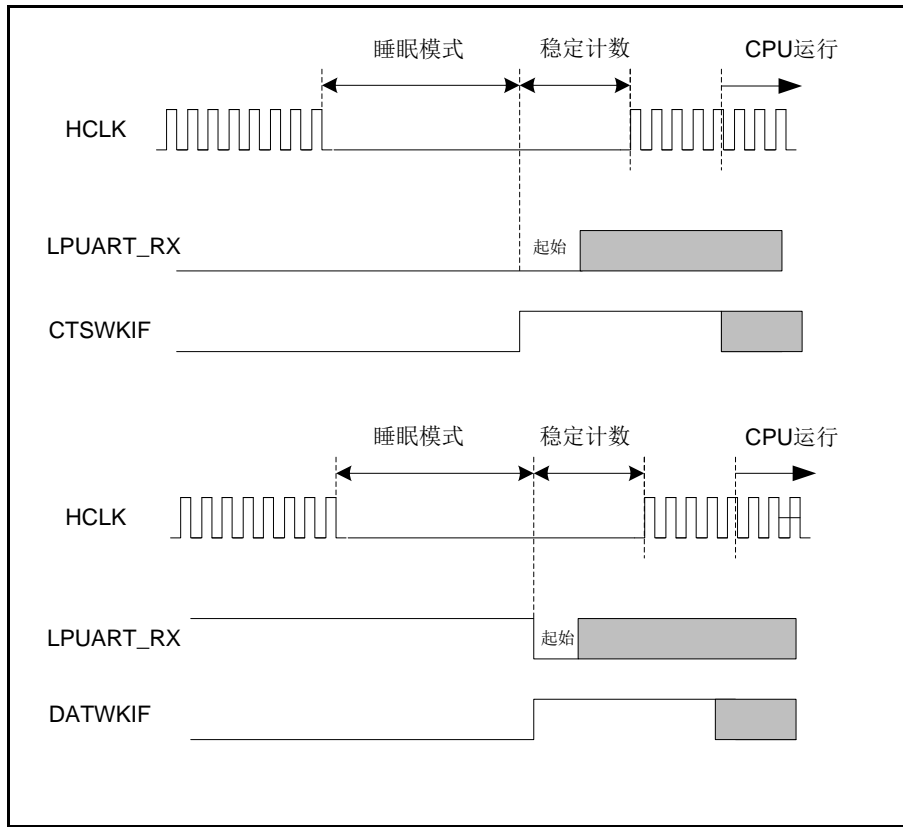 睡眠模式 稳定计数 CPU运行
HCLK
LPUART_RX 起始
CTSWKIF
睡眠模式 稳定计数 CPU运行
HCLK
LPUART_RX 起始
DATWKIF